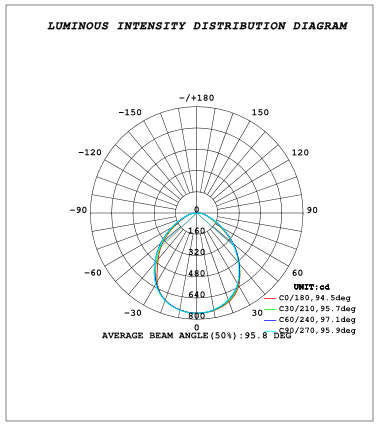 LUMINOUS INTENSITY DISTRIBUTION DIAGRAM
-/+180
-150 150
-120 120
-90 0 90
160
320
-60 480 60
UNIT:cd
640 C0/180,94.5deg
-30 800 30 C30/210,95.7deg
C60/240,97.1deg
0 C90/270,95.9deg
AVERAGE BEAM ANGLE(50%):95.8 DEG